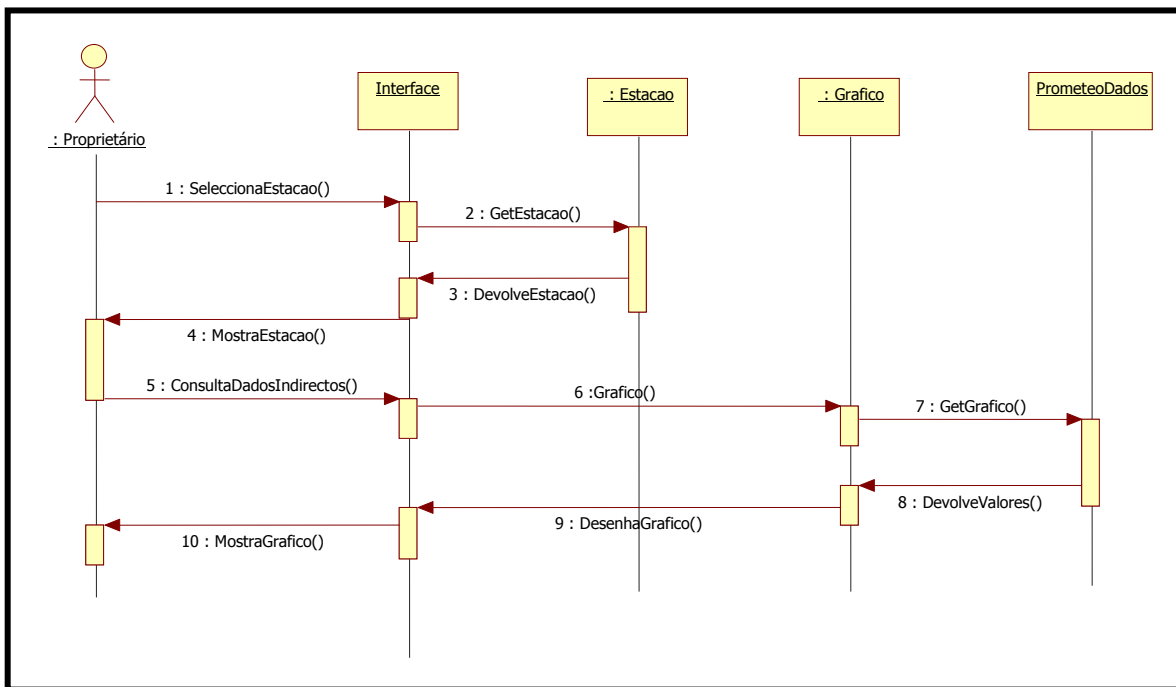 Interface
: Estacao
: Grafico
PrometeoDados
: Proprietário
1 : SeleccionaEstacao()
2 : GetEstacao()
3 : DevolveEstacao()
4 : MostraEstacao()
5 : ConsultaDadosIndirectos()
6 :Grafico()
7 : GetGrafico()
8 : DevolveValores()
9 : DesenhaGrafico()
10 : MostraGrafico()